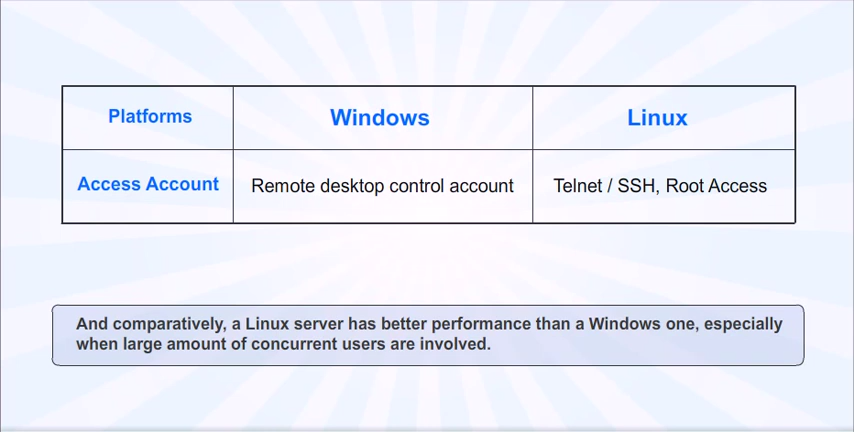 Platforms Windows Linux
Access Account Remote desktop control account Telnet / SSH, Root Access
And comparatively, a Linux server has better performance than a Windows one, especially
when large amount of concurrent users are involved.